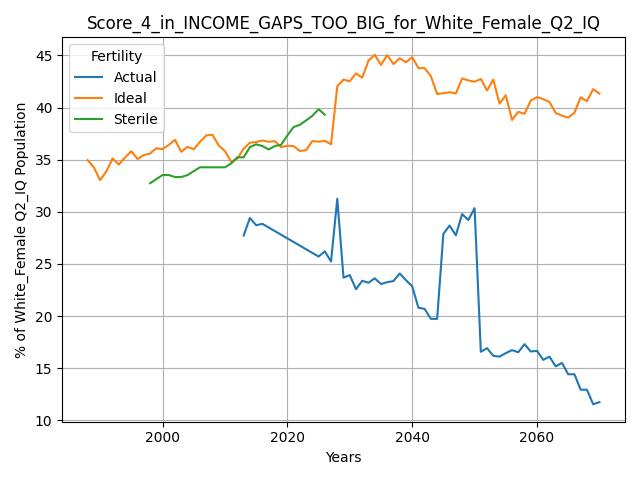 Score_4_in_INCOME_GAPS_TOO_BIG_for_White_Female_Q2_IQ
Fertility
Actual
Ideal
Sterile
% of White_Female Q2_IQ Population
45
40
35
30
25
20
15
10
2000
2020
2040
2060
Years